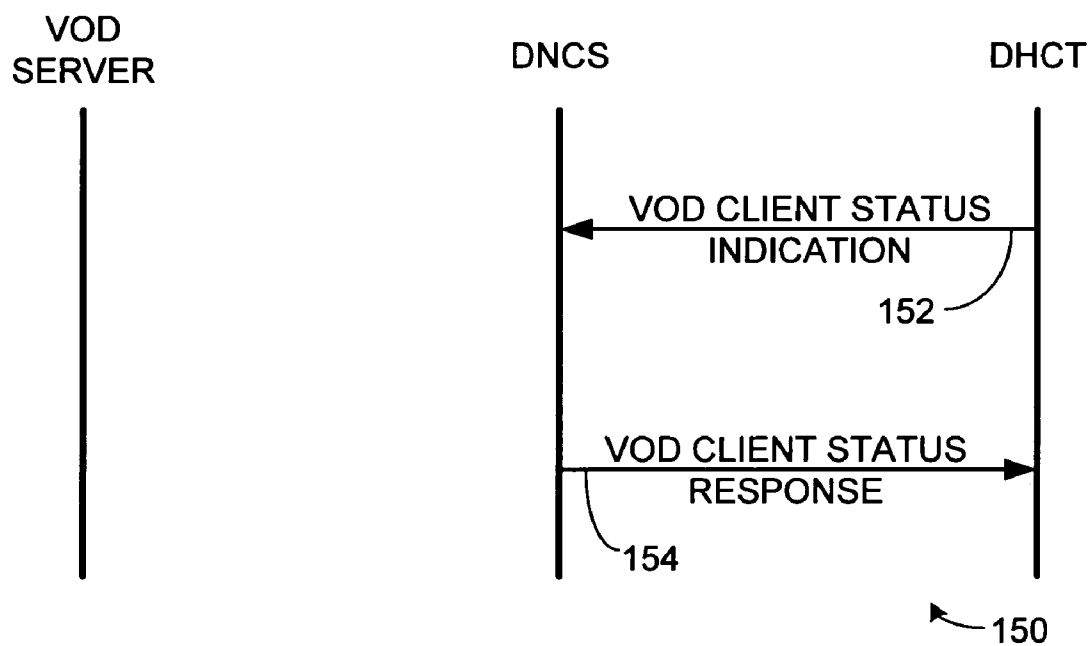 VOD
SERVER
DNCS
DHCT
VOD CLIENT STATUS
INDICATION
152
VOD CLIENT STATUS
RESPONSE
154
150